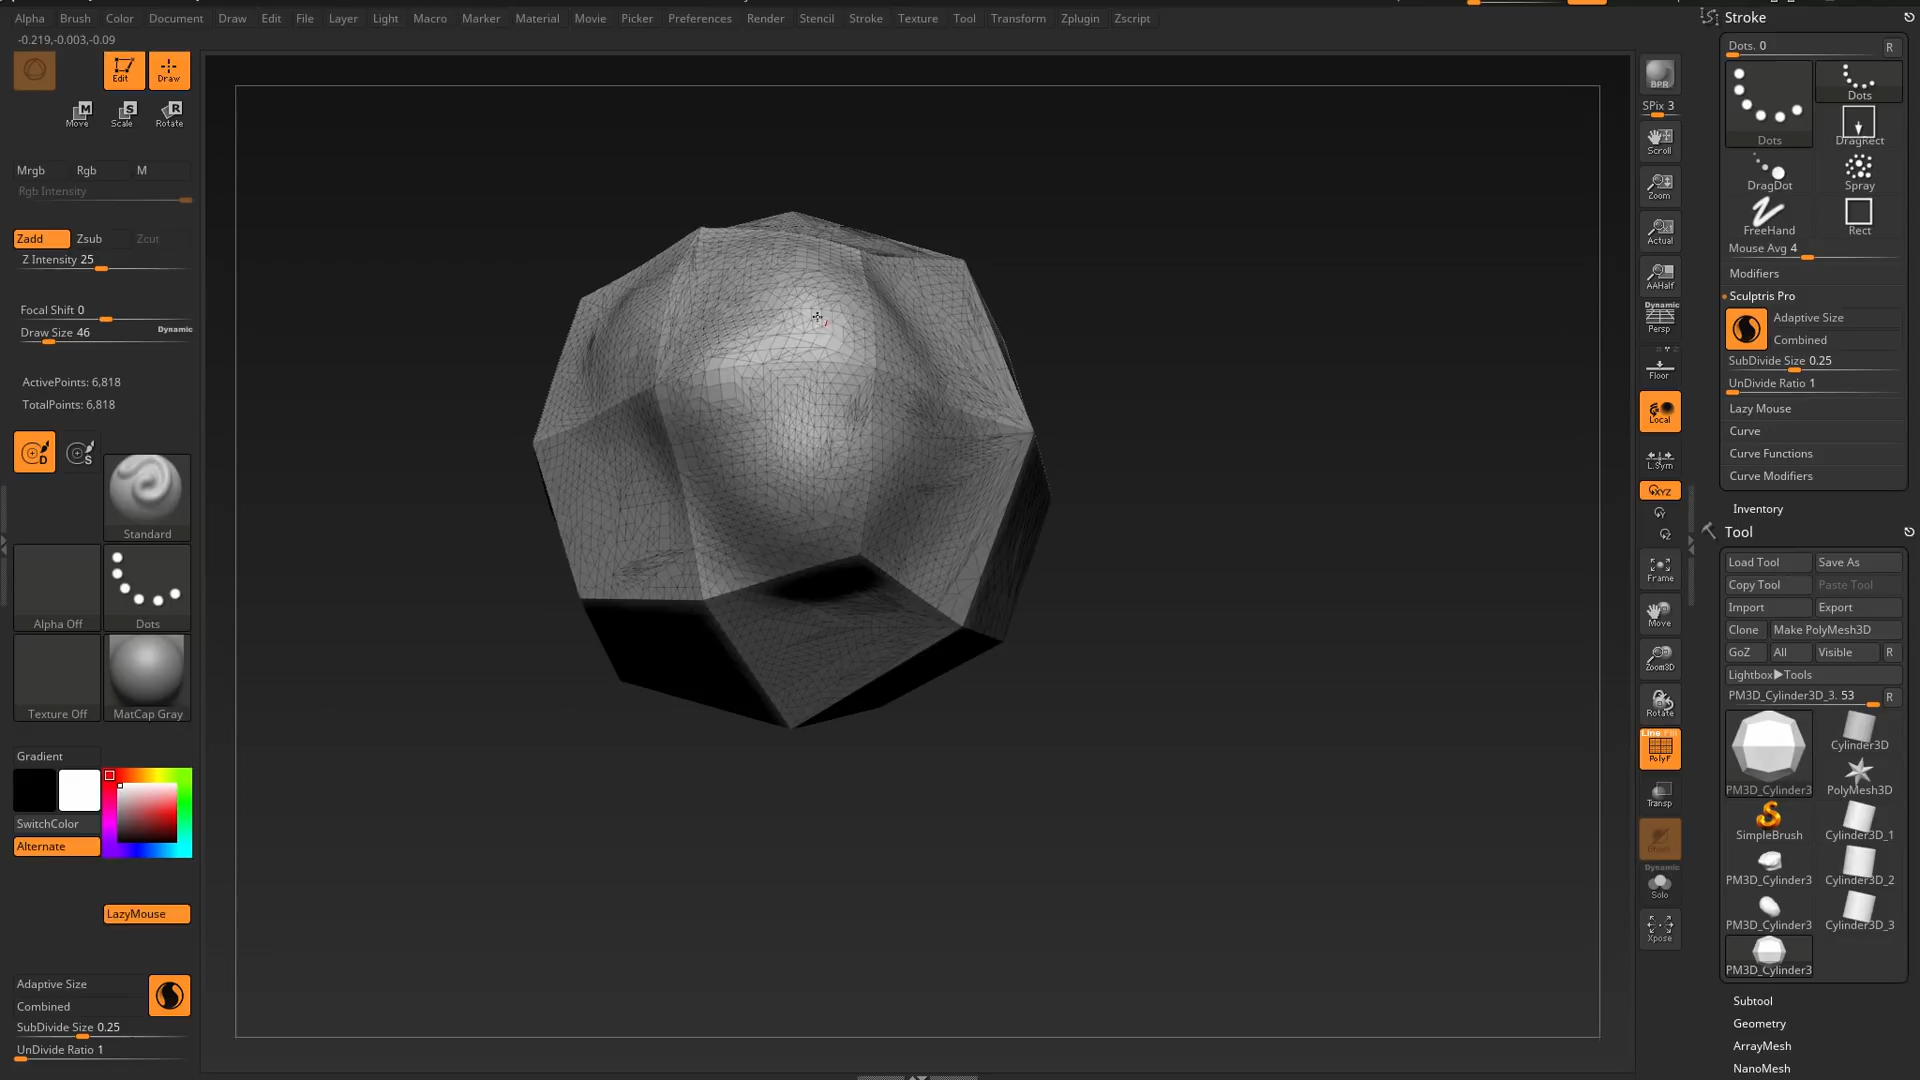 Alpha Brush Color Document Draw Edit File Layer Light Macro Marker Material Movie Picker Preferences Render Stencil Stroke Texture Tool Transform Zplugin Zscript
-0.219,-0.003,-0.09
Edit Draw
Move Scale Rotate
Mrgb Rgb M
Rgb Intensity
Zadd Zsub Zcut
Z Intensity 25
Focal Shift 0
Draw Size 46 Dynamic
ActivePoints: 6,818
TotalPoints: 6,818
D S
Standard
Alpha Off Dots
Texture Off MatCap Gray
Gradient
SwitchColor
Alternate
LazyMouse
Adaptive Size
Combined
SubDivide Size 0.25
UnDivide Ratio 1
BPR
SPix 3
Scroll
Zoom
Actual
AAHalf
Dynamic
Persp
Floor
Local
L.Sym
XYZ
Y
Z
Frame
Move
Zoom3D
Rotate
Line Fill
PolyF
Transp
Dynamic
Solo
Xpose
Stroke
Dots. 0 R
Dots Dots
DragRect
DragDot Spray
FreeHand Rect
Mouse Avg 4
Modifiers
Sculptris Pro
Adaptive Size
Combined
SubDivide Size 0.25
UnDivide Ratio 1
Lazy Mouse
Curve
Curve Functions
Curve Modifiers
Inventory
Tool
Load Tool Save As
Copy Tool Paste Tool
Import Export
Clone Make PolyMesh3D
GoZ All Visible R
Lightbox▶Tools
PM3D_Cylinder3D_3. 53 R
Cylinder3D
PM3D_Cylinder3 PolyMesh3D
SimpleBrush Cylinder3D_1
PM3D_Cylinder3 Cylinder3D_2
PM3D_Cylinder3 Cylinder3D_3
PM3D_Cylinder3
Subtool
Geometry
ArrayMesh
NanoMesh